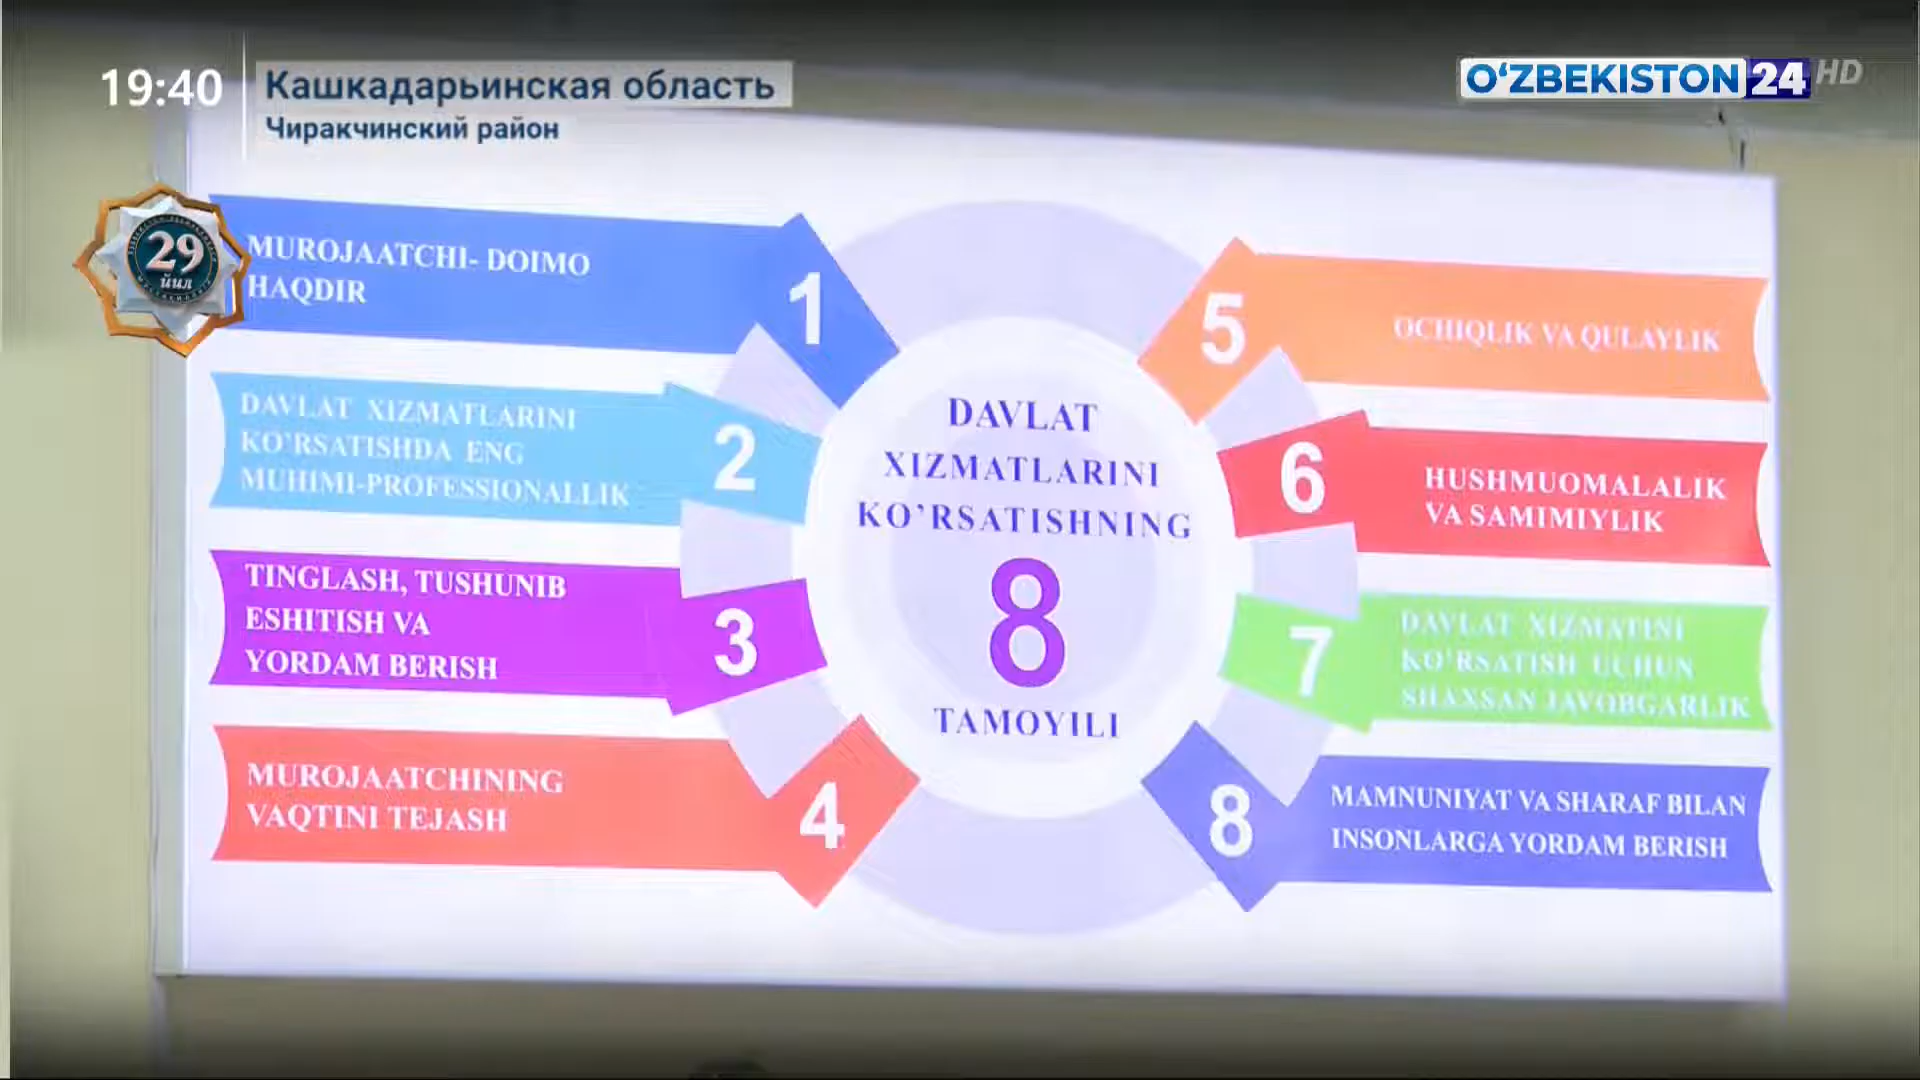 19:40
Кашкадарьинская область
Чиракчинский район
O‘ZBEKISTON 24 HD
29
йил
MUROJAATCHI- DOIMO
HAQDIR
1
DAVLAT XIZMATLARINI
KO’RSATISHDA ENG
MUHIMI-PROFESSIONALLIK
2
TINGLASH, TUSHUNIB
ESHITISH VA
YORDAM BERISH
3
MUROJAATCHINING
VAQTINI TEJASH
4
DAVLAT
XIZMATLARINI
KO’RSATISHNING
8
TAMOYILI
5
OCHIQLIK VA QULAYLIK
6
HUSHMUOMALALIK
VA SAMIMIYLIK
7
DAVLAT XIZMATINI
KO’RSATISH UCHUN
SHAXSAN JAVOBGARLIK
8
MAMNUNIYAT VA SHARAF BILAN
INSONLARGA YORDAM BERISH